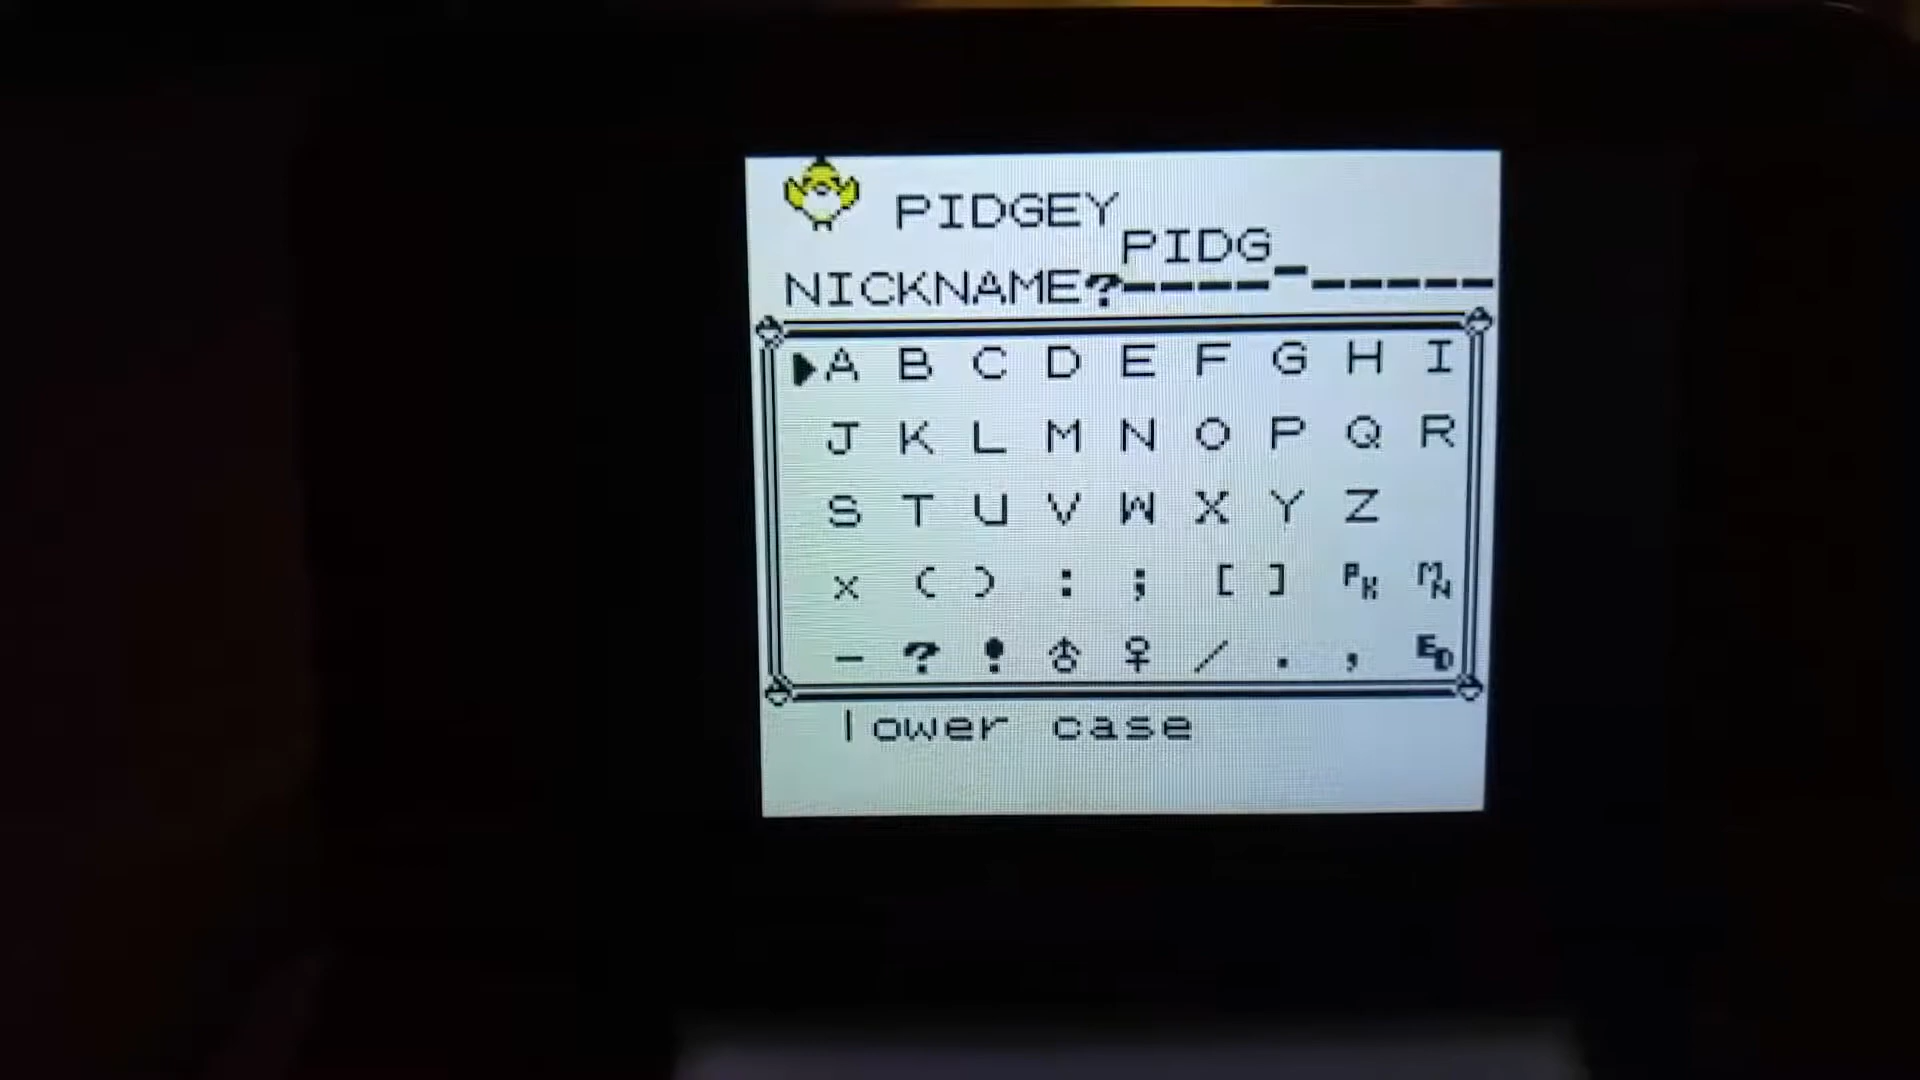 PIDGEY
PIDG
NICKNAME?
A B C D E F G H I
J K L M N O P Q R
S T U V W X Y Z
× ( ) : ; [ ] PK MN
- ? ! ♂ ♀ / . , ED
lower case